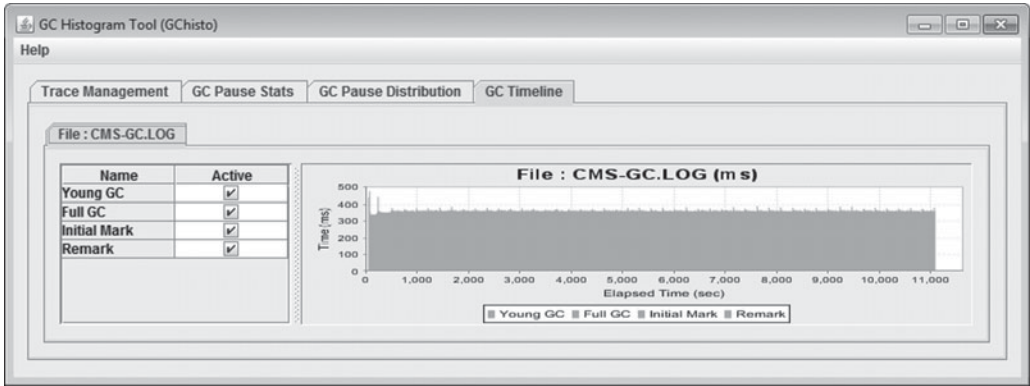 GC Histogram Tool (GChisto)
Help
Trace Management GC Pause Stats GC Pause Distribution GC Timeline
File : CMS-GC.LOG
Name Active
Young GC
Full GC
Initial Mark
Remark
File : CMS-GC.LOG (ms)
Time (ms)
500
400
300
200
100
0
0 1,000 2,000 3,000 4,000 5,000 6,000 7,000 8,000 9,000 10,000 11,000
Elapsed Time (sec)
Young GC Full GC Initial Mark Remark